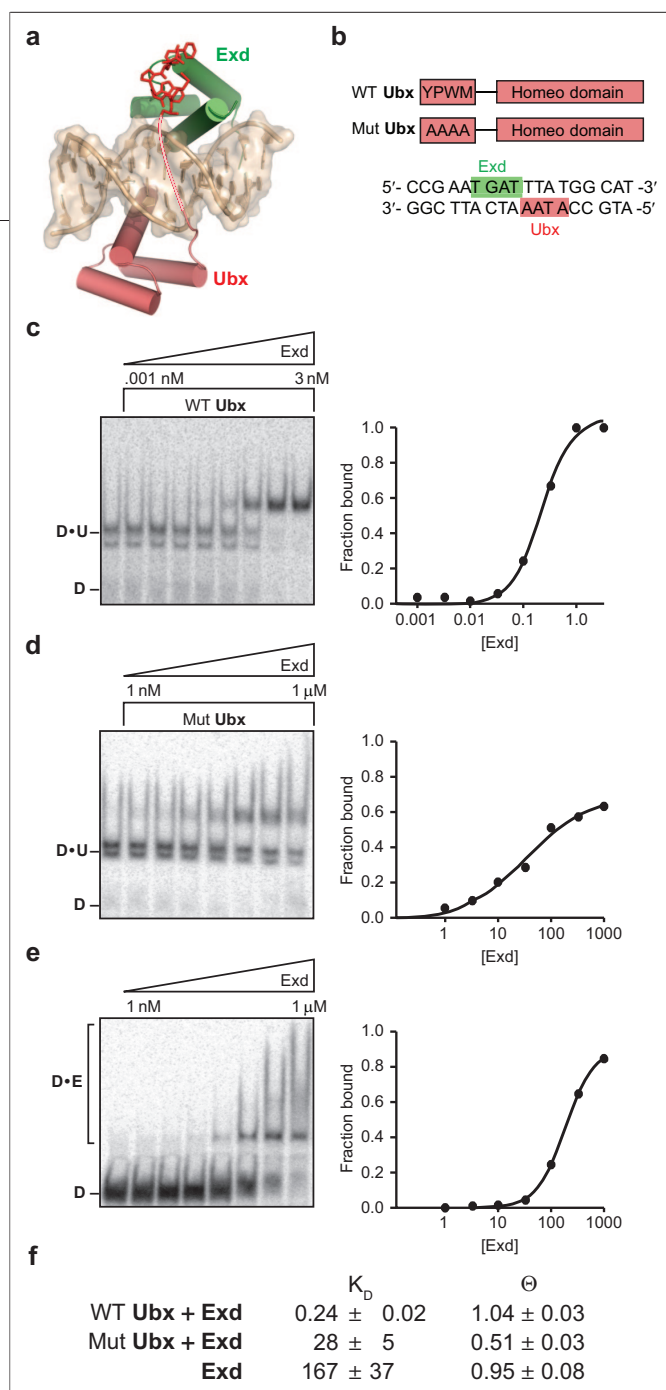 a
Exd
Ubx
b
WT Ubx YPWM Homeo domain
Mut Ubx AAAA Homeo domain
Exd
5′- CCG AAT GAT TTA TGG CAT -3′
3′- GGC TTA CTA AAT ACC GTA -5′
Ubx
c
Exd
.001 nM 3 nM
WT Ubx
D•U
D
Fraction bound
1.0
0.8
0.6
0.4
0.2
0.0
0.001 0.01 0.1 1.0
[Exd]
d
Exd
1 nM 1 μM
Mut Ubx
D•U
D
Fraction bound
1.0
0.8
0.6
0.4
0.2
0.0
1 10 100 1000
[Exd]
e
Exd
1 nM 1 μM
D•E
D
Fraction bound
1.0
0.8
0.6
0.4
0.2
0.0
1 10 100 1000
[Exd]
f
K_D Θ
WT Ubx + Exd 0.24 ± 0.02 1.04 ± 0.03
Mut Ubx + Exd 28 ± 5 0.51 ± 0.03
Exd 167 ± 37 0.95 ± 0.08